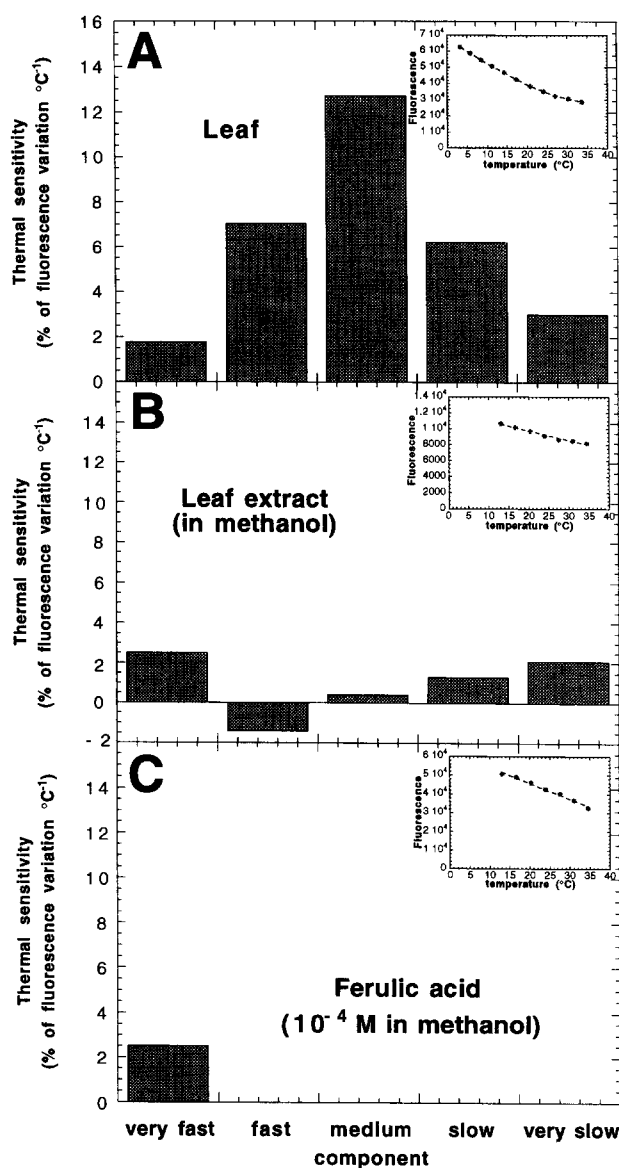 A
Leaf
Thermal sensitivity
(% of fluorescence variation °C⁻¹)
16
14
12
10
8
6
4
2
0
Fluorescence
7 10⁴
6 10⁴
5 10⁴
4 10⁴
3 10⁴
2 10⁴
1 10⁴
0
0 5 10 15 20 25 30 35 40
temperature (°C)
B
Leaf extract
(in methanol)
Thermal sensitivity
(% of fluorescence variation °C⁻¹)
14
12
10
8
6
4
2
0
- 2
Fluorescence
1.4 10⁴
1.2 10⁴
1 10⁴
8000
6000
4000
2000
0
0 5 10 15 20 25 30 35 40
temperature (°C)
C
Ferulic acid
(10⁻⁴ M in methanol)
Thermal sensitivity
(% of fluorescence variation °C⁻¹)
14
12
10
8
6
4
2
0
Fluorescence
6 10⁴
5 10⁴
4 10⁴
3 10⁴
2 10⁴
1 10⁴
0
0 5 10 15 20 25 30 35 40
temperature (°C)
very fast fast medium slow very slow
component